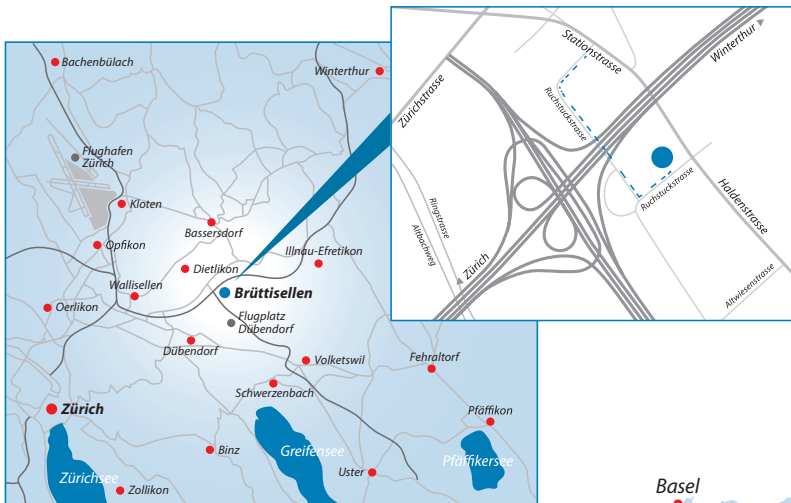 Bachenbülach
Winterthur
Flughafen
Zürich
Kloten
Bassersdorf
Opfikon
Dietlikon
Illnau-Efretikon
Wallisellen
Brüttisellen
Oerlikon
Flugplatz
Dübendorf
Dübendorf
Volketswil
Fehraltorf
Schwerzenbach
Zürich
Pfäffikon
Binz
Greifensee
Pfäffikersee
Zürichsee
Uster
Zollikon
Stationstrasse
Winterthur
Zürichstrasse
Ruchstuckstrasse
Ruchstuckstrasse
Haldenstrasse
Ringstrasse
Altbachweg
Zürich
Altwiesenstrasse
Basel